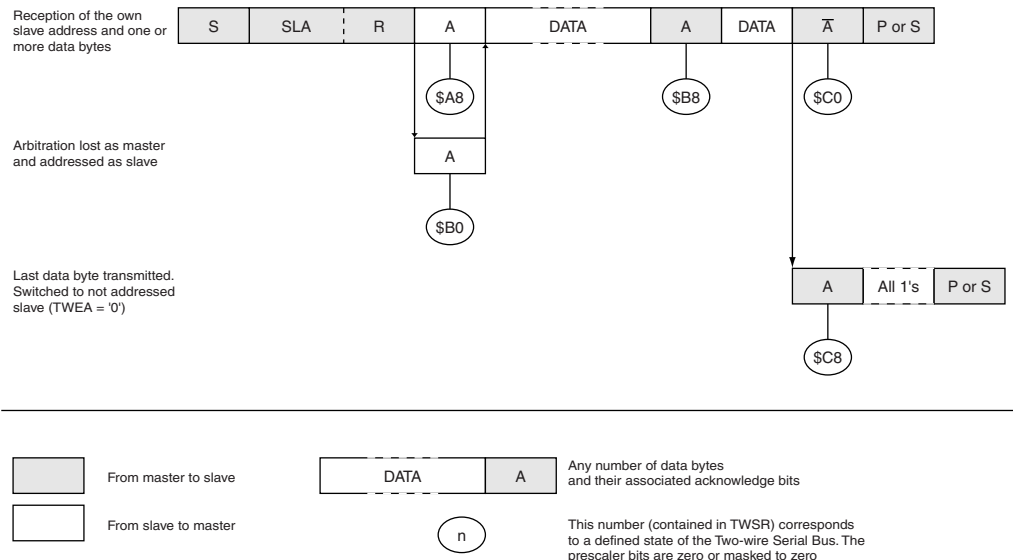 Reception of the own
slave address and one or
more data bytes
S SLA R A DATA A DATA A̅ P or S
$A8 $B8 $C0
Arbitration lost as master
and addressed as slave
A
$B0
Last data byte transmitted.
Switched to not addressed
slave (TWEA = '0')
A All 1's P or S
$C8
From master to slave
DATA A
Any number of data bytes
and their associated acknowledge bits
From slave to master
n
This number (contained in TWSR) corresponds
to a defined state of the Two-wire Serial Bus. The
prescaler bits are zero or masked to zero